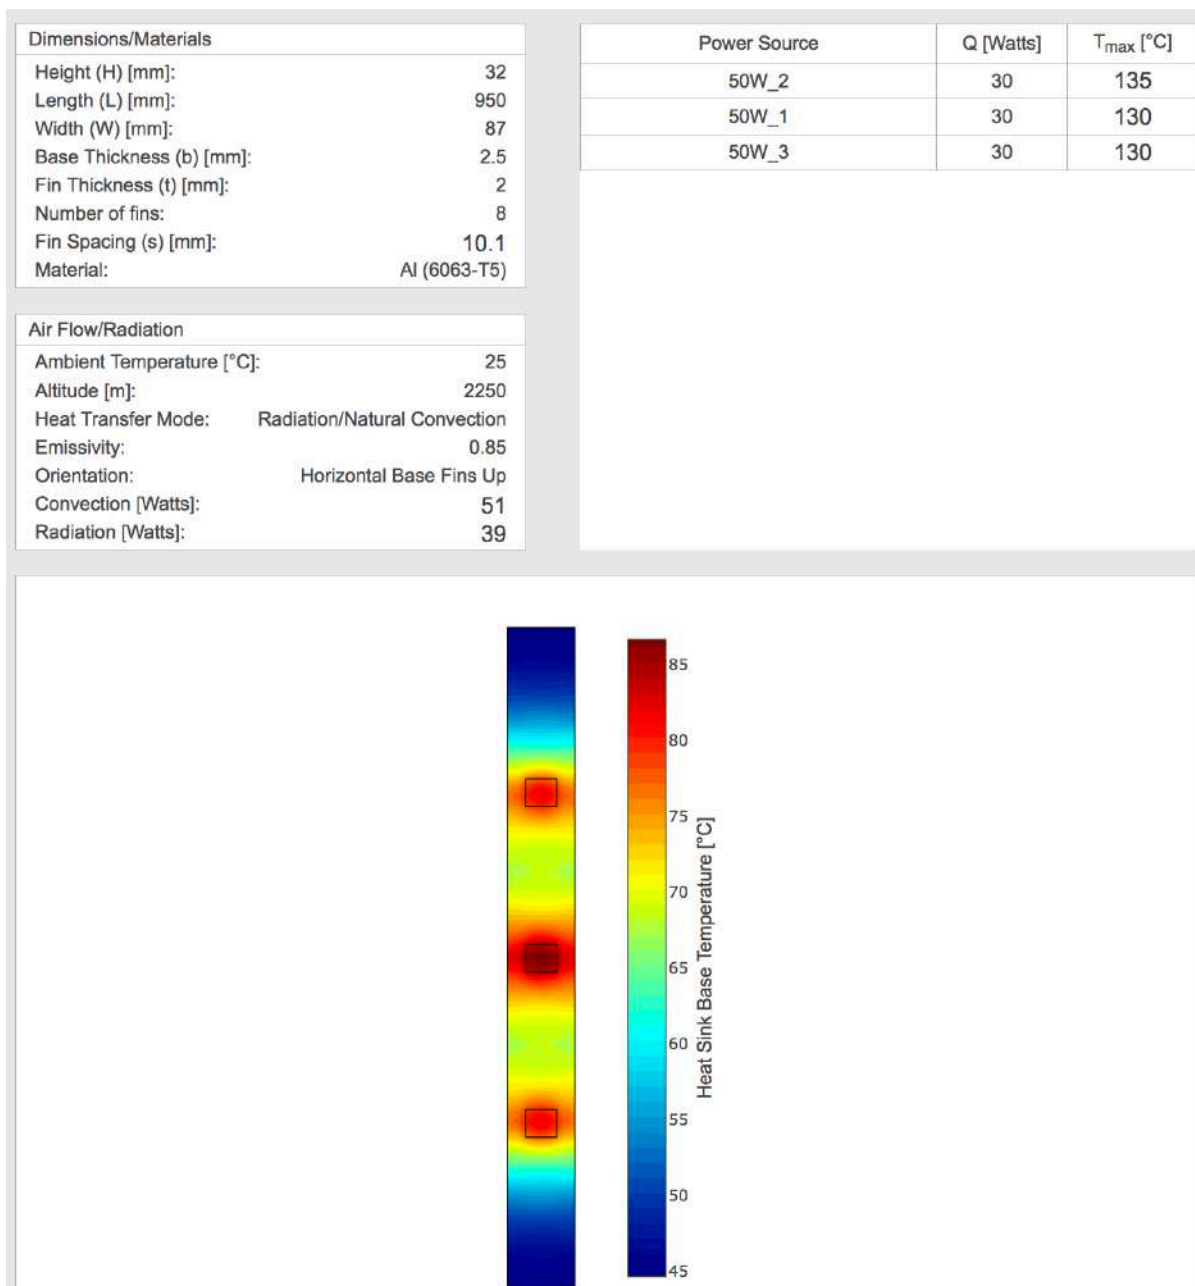 Dimensions/Materials
Height (H) [mm]: 32
Length (L) [mm]: 950
Width (W) [mm]: 87
Base Thickness (b) [mm]: 2.5
Fin Thickness (t) [mm]: 2
Number of fins: 8
Fin Spacing (s) [mm]: 10.1
Material: Al (6063-T5)
Air Flow/Radiation
Ambient Temperature [°C]: 25
Altitude [m]: 2250
Heat Transfer Mode: Radiation/Natural Convection
Emissivity: 0.85
Orientation: Horizontal Base Fins Up
Convection [Watts]: 51
Radiation [Watts]: 39
Power Source Q [Watts] Tmax [°C]
50W_2 30 135
50W_1 30 130
50W_3 30 130
85
80
75
70
65
60
55
50
45
Heat Sink Base Temperature [°C]